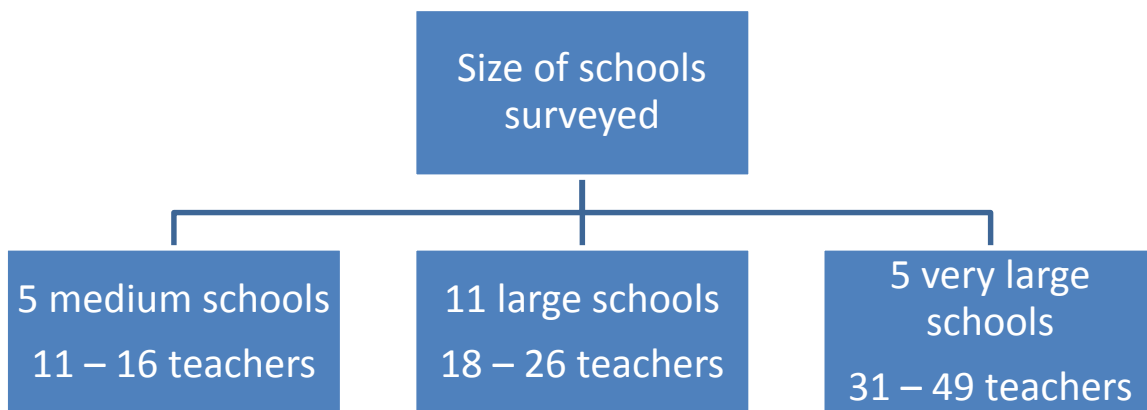 Size of schools
surveyed
5 medium schools
11 – 16 teachers
11 large schools
18 – 26 teachers
5 very large
schools
31 – 49 teachers